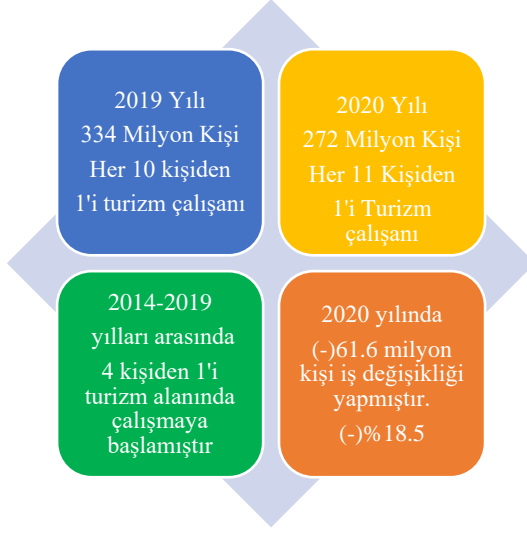 2019 Yılı
334 Milyon Kişi
Her 10 kişiden
1'i turizm çalışanı
2020 Yılı
272 Milyon Kişi
Her 11 Kişiden
1'i Turizm
çalışanı
2014-2019
yılları arasında
4 kişiden 1'i
turizm alanında
çalışmaya
başlamıştır
2020 yılında
(-)61.6 milyon
kişi iş değişikliği
yapmıştır.
(-)%18.5